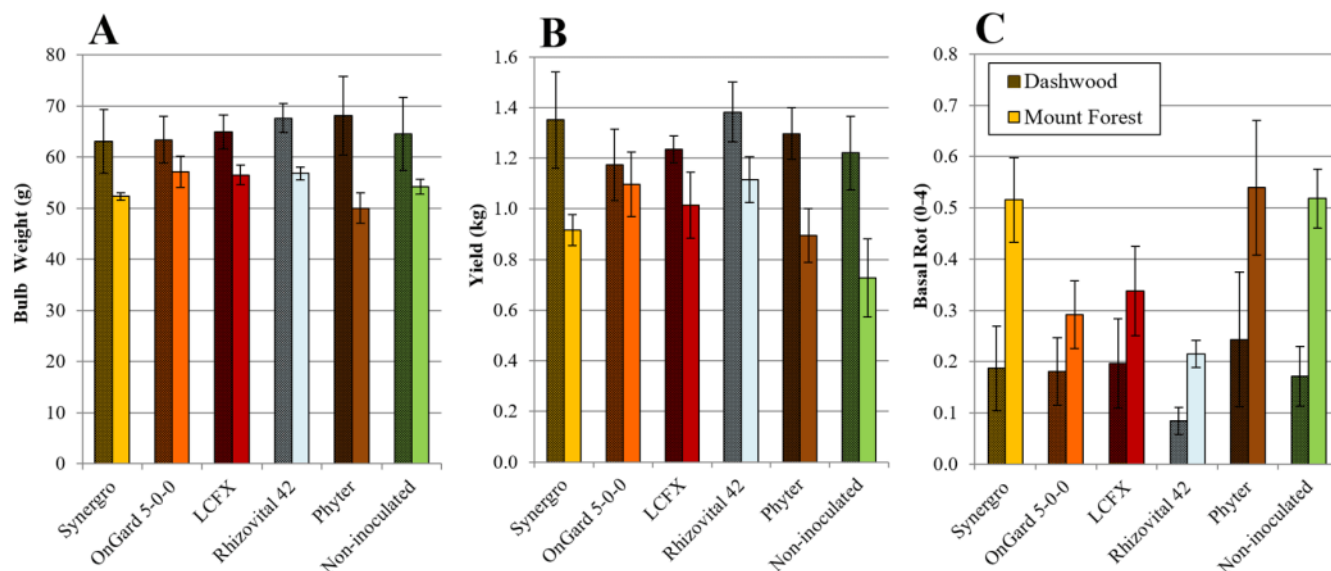 A
Bulb Weight (g)
80
70
60
50
40
30
20
10
0
Synergro
OnGard 5-0-0
LCFX
Rhizovital 42
Phyter
Non-inoculated
B
Yield (kg)
1.6
1.4
1.2
1.0
0.8
0.6
0.4
0.2
0.0
Synergro
OnGard 5-0-0
LCFX
Rhizovital 42
Phyter
Non-inoculated
C
Basal Rot (0-4)
0.8
0.7
0.6
0.5
0.4
0.3
0.2
0.1
0.0
Dashwood
Mount Forest
Synergro
OnGard 5-0-0
LCFX
Rhizovital 42
Phyter
Non-inoculated